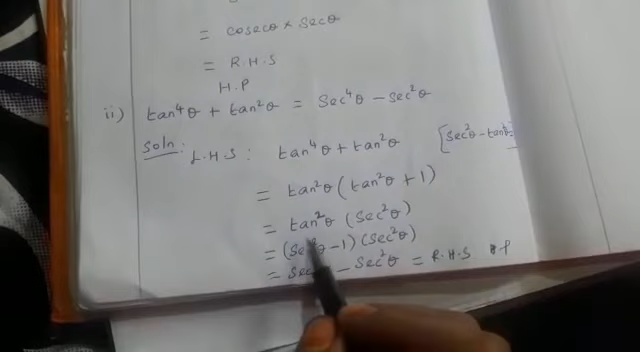 = cosecθ × secθ
= R.H.S
H.P
ii) tan⁴θ + tan²θ = sec⁴θ - sec²θ
Soln: L.H.S: tan⁴θ + tan²θ [sec²θ - tan²θ=
= tan²θ (tan²θ + 1)
= tan²θ (sec²θ)
= (sec²θ - 1) (sec²θ)
= - sec²θ = R.H.S